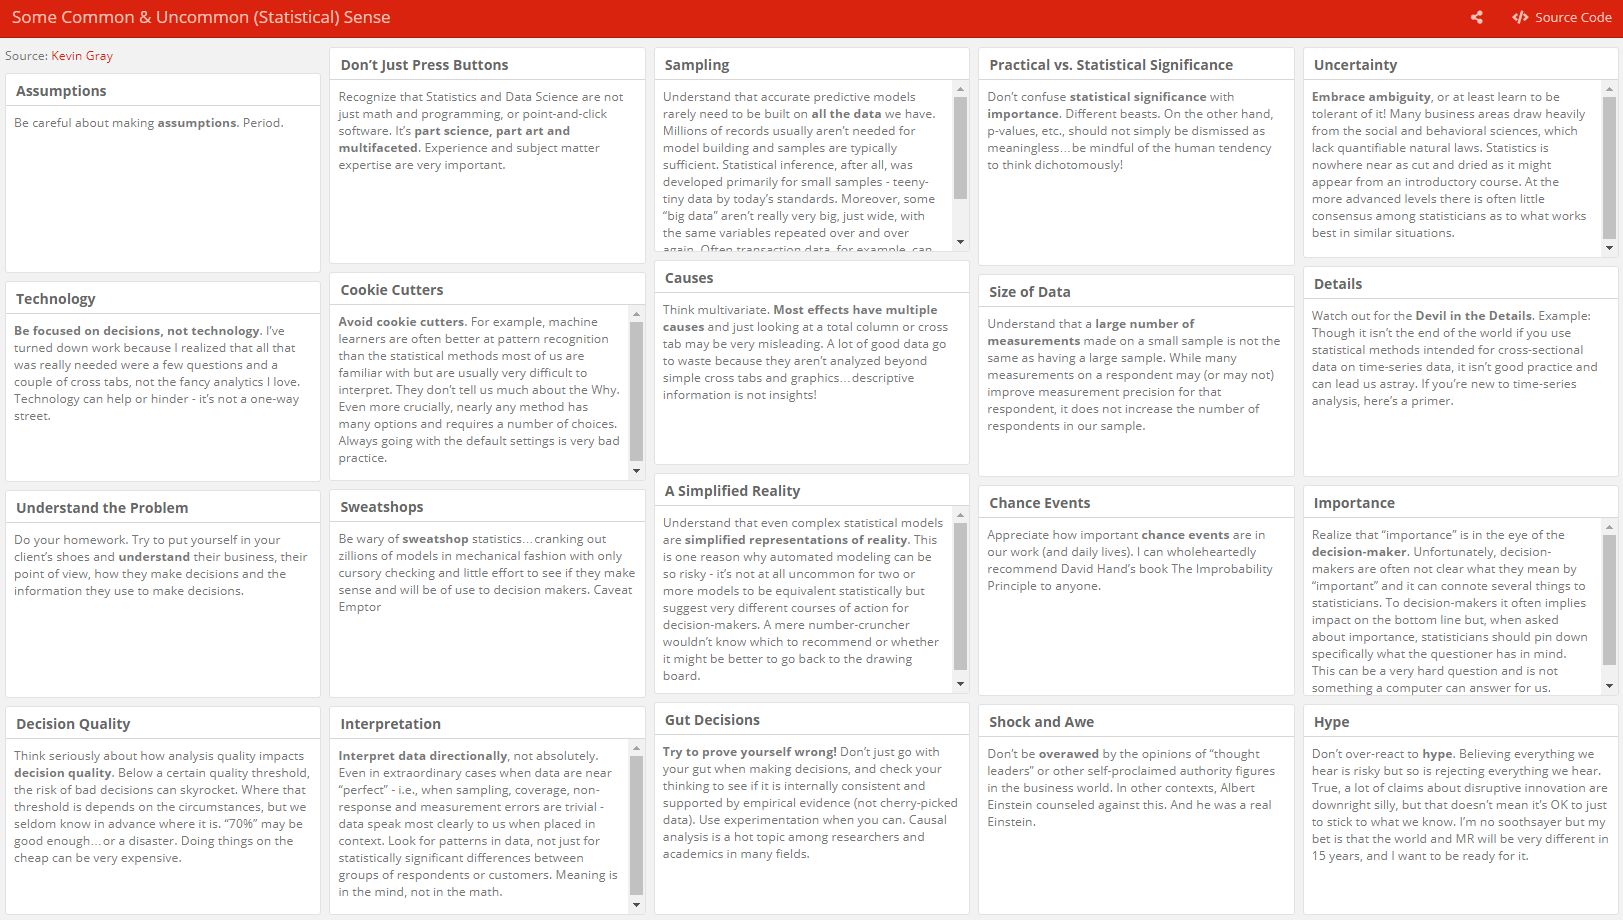 Some Common & Uncommon (Statistical) Sense
Source Code
Source: Kevin Gray
Assumptions
Be careful about making assumptions. Period.
Technology
Be focused on decisions, not technology. I’ve
turned down work because I realized that all that
was really needed were a few questions and a
couple of cross tabs, not the fancy analytics I love.
Technology can help or hinder - it’s not a one-way
street.
Understand the Problem
Do your homework. Try to put yourself in your
client’s shoes and understand their business, their
point of view, how they make decisions and the
information they use to make decisions.
Decision Quality
Think seriously about how analysis quality impacts
decision quality. Below a certain quality threshold,
the risk of bad decisions can skyrocket. Where that
threshold is depends on the circumstances, but we
seldom know in advance where it is. “70%” may be
good enough…or a disaster. Doing things on the
cheap can be very expensive.
Don’t Just Press Buttons
Recognize that Statistics and Data Science are not
just math and programming, or point-and-click
software. It’s part science, part art and
multifaceted. Experience and subject matter
expertise are very important.
Cookie Cutters
Avoid cookie cutters. For example, machine
learners are often better at pattern recognition
than the statistical methods most of us are
familiar with but are usually very difficult to
interpret. They don’t tell us much about the Why.
Even more crucially, nearly any method has
many options and requires a number of choices.
Always going with the default settings is very bad
practice.
Sweatshops
Be wary of sweatshop statistics…cranking out
zillions of models in mechanical fashion with only
cursory checking and little effort to see if they make
sense and will be of use to decision makers. Caveat
Emptor
Interpretation
Interpret data directionally, not absolutely.
Even in extraordinary cases when data are near
“perfect” - i.e., when sampling, coverage, non-
response and measurement errors are trivial -
data speak most clearly to us when placed in
context. Look for patterns in data, not just for
statistically significant differences between
groups of respondents or customers. Meaning is
in the mind, not in the math.
Sampling
Understand that accurate predictive models
rarely need to be built on all the data we have.
Millions of records usually aren’t needed for
model building and samples are typically
sufficient. Statistical inference, after all, was
developed primarily for small samples - teeny-
tiny data by today’s standards. Moreover, some
“big data” aren’t really very big, just wide, with
the same variables repeated over and over
again. Often transaction data, for example, can
Causes
Think multivariate. Most effects have multiple
causes and just looking at a total column or cross
tab may be very misleading. A lot of good data go
to waste because they aren’t analyzed beyond
simple cross tabs and graphics…descriptive
information is not insights!
A Simplified Reality
Understand that even complex statistical models
are simplified representations of reality. This
is one reason why automated modeling can be
so risky - it’s not at all uncommon for two or
more models to be equivalent statistically but
suggest very different courses of action for
decision-makers. A mere number-cruncher
wouldn’t know which to recommend or whether
it might be better to go back to the drawing
board.
Gut Decisions
Try to prove yourself wrong! Don’t just go with
your gut when making decisions, and check your
thinking to see if it is internally consistent and
supported by empirical evidence (not cherry-picked
data). Use experimentation when you can. Causal
analysis is a hot topic among researchers and
academics in many fields.
Practical vs. Statistical Significance
Don’t confuse statistical significance with
importance. Different beasts. On the other hand,
p-values, etc., should not simply be dismissed as
meaningless…be mindful of the human tendency
to think dichotomously!
Size of Data
Understand that a large number of
measurements made on a small sample is not the
same as having a large sample. While many
measurements on a respondent may (or may not)
improve measurement precision for that
respondent, it does not increase the number of
respondents in our sample.
Chance Events
Appreciate how important chance events are in
our work (and daily lives). I can wholeheartedly
recommend David Hand’s book The Improbability
Principle to anyone.
Shock and Awe
Don’t be overawed by the opinions of “thought
leaders” or other self-proclaimed authority figures
in the business world. In other contexts, Albert
Einstein counseled against this. And he was a real
Einstein.
Uncertainty
Embrace ambiguity, or at least learn to be
tolerant of it! Many business areas draw heavily
from the social and behavioral sciences, which
lack quantifiable natural laws. Statistics is
nowhere near as cut and dried as it might
appear from an introductory course. At the
more advanced levels there is often little
consensus among statisticians as to what works
best in similar situations.
Details
Watch out for the Devil in the Details. Example:
Though it isn’t the end of the world if you use
statistical methods intended for cross-sectional
data on time-series data, it isn’t good practice and
can lead us astray. If you’re new to time-series
analysis, here’s a primer.
Importance
Realize that “importance” is in the eye of the
decision-maker. Unfortunately, decision-
makers are often not clear what they mean by
“important” and it can connote several things to
statisticians. To decision-makers it often implies
impact on the bottom line but, when asked
about importance, statisticians should pin down
specifically what the questioner has in mind.
This can be a very hard question and is not
something a computer can answer for us.
Hype
Don’t over-react to hype. Believing everything we
hear is risky but so is rejecting everything we hear.
True, a lot of claims about disruptive innovation are
downright silly, but that doesn’t mean it’s OK to just
to stick to what we know. I’m no soothsayer but my
bet is that the world and MR will be very different in
15 years, and I want to be ready for it.